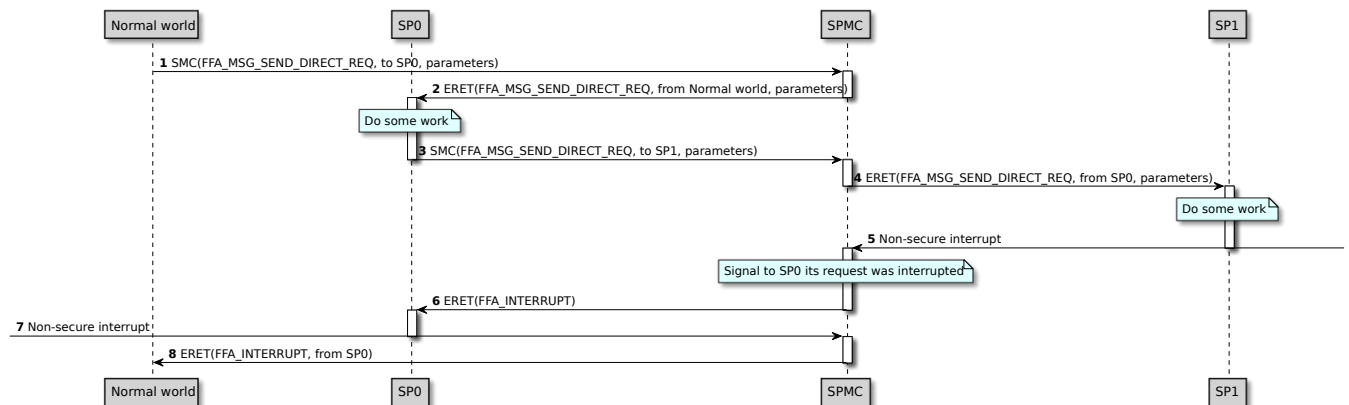 Normal world
SP0
SPMC
SP1
1 SMC(FFA_MSG_SEND_DIRECT_REQ, to SP0, parameters)
2 ERET(FFA_MSG_SEND_DIRECT_REQ, from Normal world, parameters)
Do some work
3 SMC(FFA_MSG_SEND_DIRECT_REQ, to SP1, parameters)
4 ERET(FFA_MSG_SEND_DIRECT_REQ, from SP0, parameters)
Do some work
5 Non-secure interrupt
Signal to SP0 its request was interrupted
6 ERET(FFA_INTERRUPT)
7 Non-secure interrupt
8 ERET(FFA_INTERRUPT, from SP0)
Normal world
SP0
SPMC
SP1